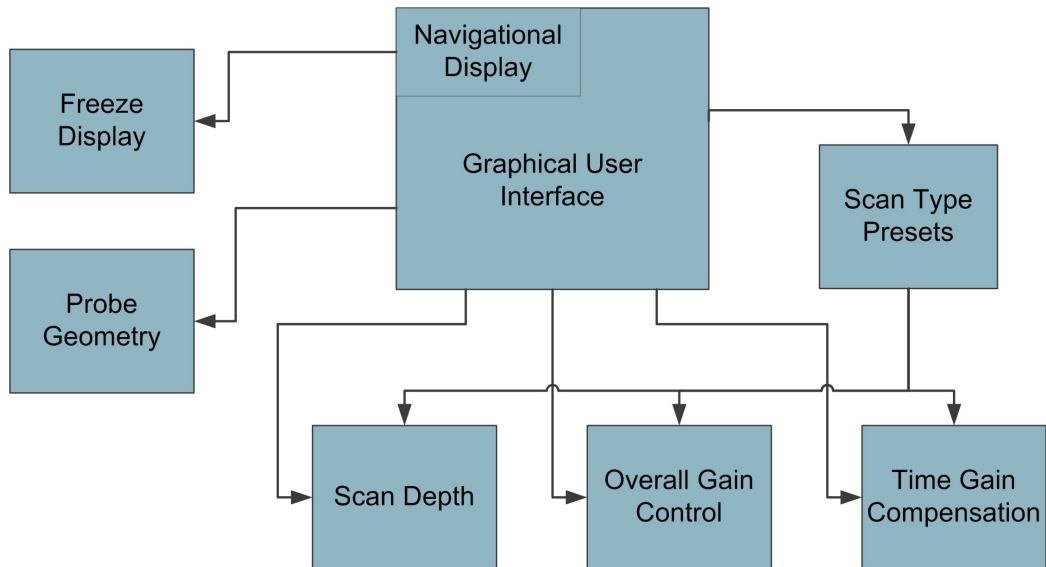 Navigational
Display
Freeze
Display
Graphical User
Interface
Scan Type
Presets
Probe
Geometry
Scan Depth
Overall Gain
Control
Time Gain
Compensation